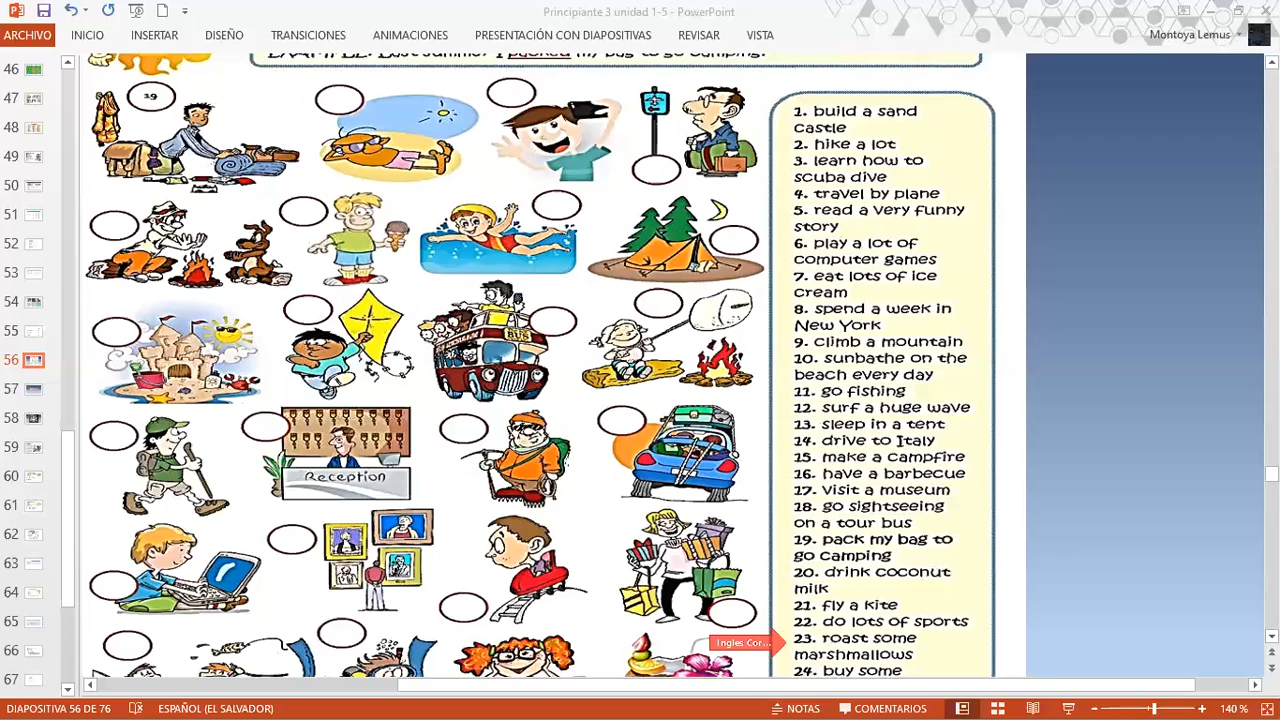 Principiante 3 unidad 1-5 - PowerPoint
ARCHIVO INICIO INSERTAR DISEÑO TRANSICIONES ANIMACIONES PRESENTACIÓN CON DIAPOSITIVAS REVISAR VISTA Montoya Lemus
my bag to go camping.
46
47
48
49
50
51
52
53
54
55
56
57
58
59
60
61
62
63
64
65
66
67
19
BUS
Reception
1. build a sand
castle
2. hike a lot
3. learn how to
scuba dive
4. travel by plane
5. read a very funny
story
6. play a lot of
computer games
7. eat lots of ice
cream
8. spend a week in
New York
9. climb a mountain
10. sunbathe on the
beach every day
11. go fishing
12. surf a huge wave
13. sleep in a tent
14. drive to Italy
15. make a campfire
16. have a barbecue
17. visit a museum
18. go sightseeing
on a tour bus
19. pack my bag to
go camping
20. drink coconut
milk
21. fly a kite
22. do lots of sports
23. roast some
marshmallows
24. buy some
Ingles Cor...
DIAPOSITIVA 56 DE 76 ESPAÑOL (EL SALVADOR) NOTAS COMENTARIOS 140 %